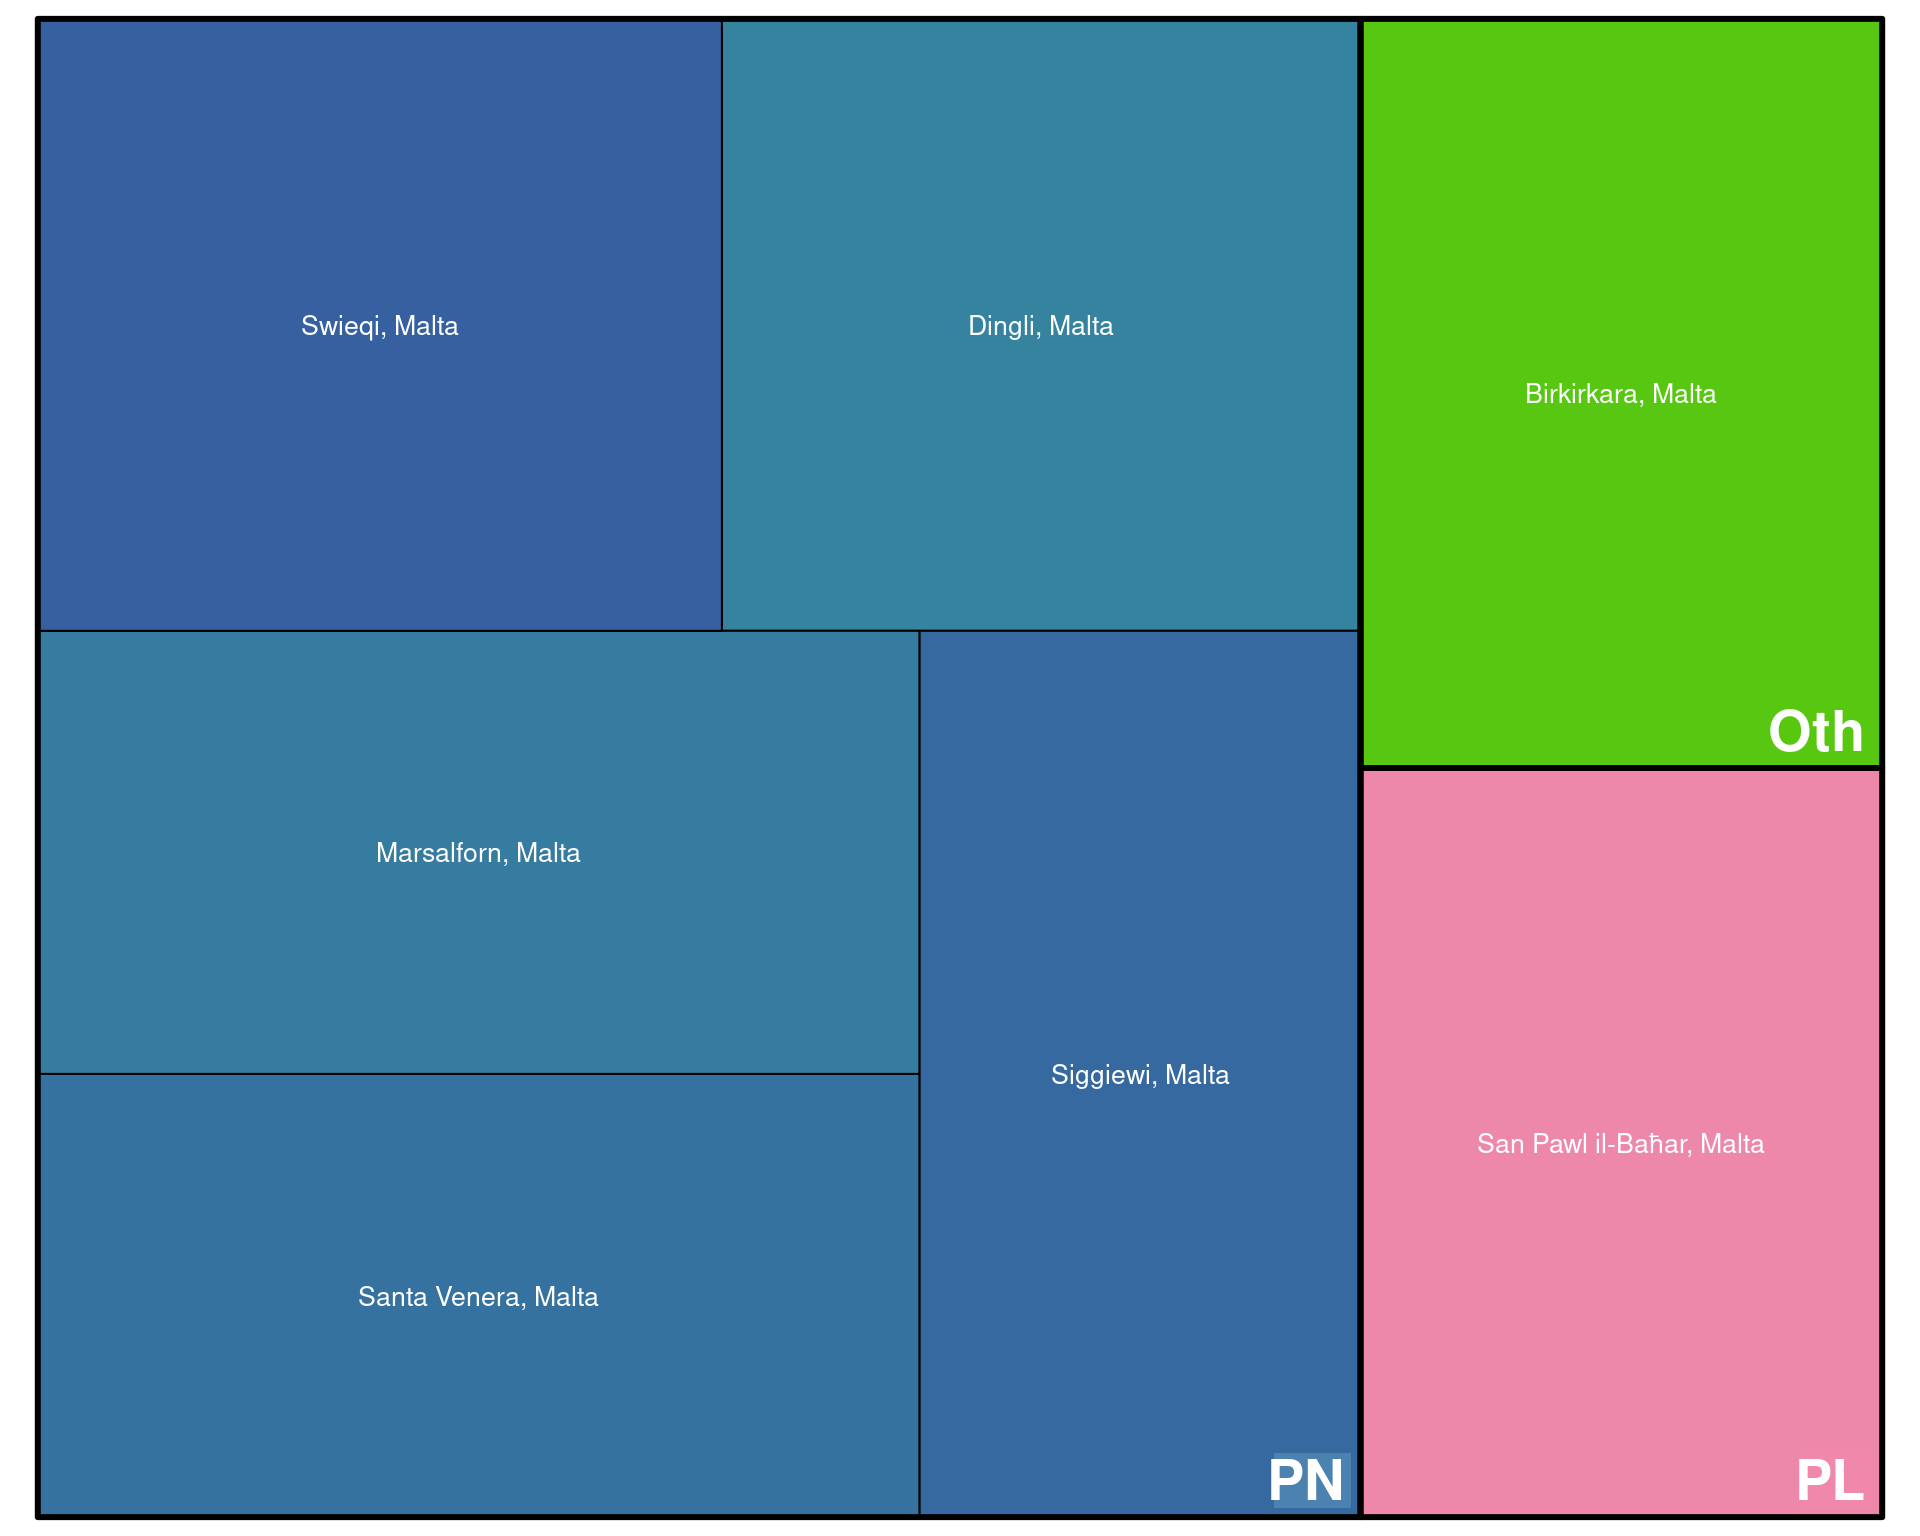 Swieqi, Malta
Dingli, Malta
Birkirkara, Malta
Oth
Marsalforn, Malta
Siggiewi, Malta
San Pawl il-Baħar, Malta
Santa Venera, Malta
PN
PL